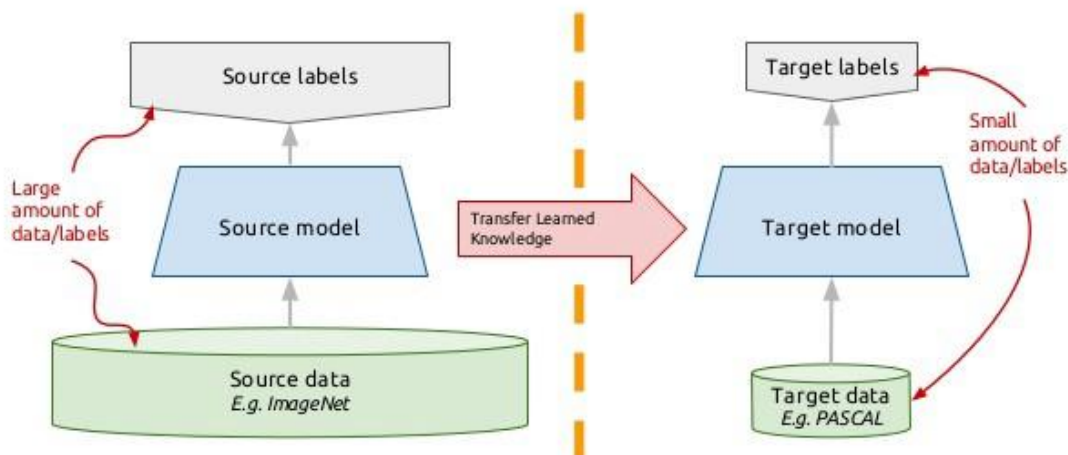 Source labels
Large
amount of
data/labels
Source model
Source data
E.g. ImageNet
Transfer Learned
Knowledge
Target labels
Small
amount of
data/labels
Target model
Target data
E.g. PASCAL